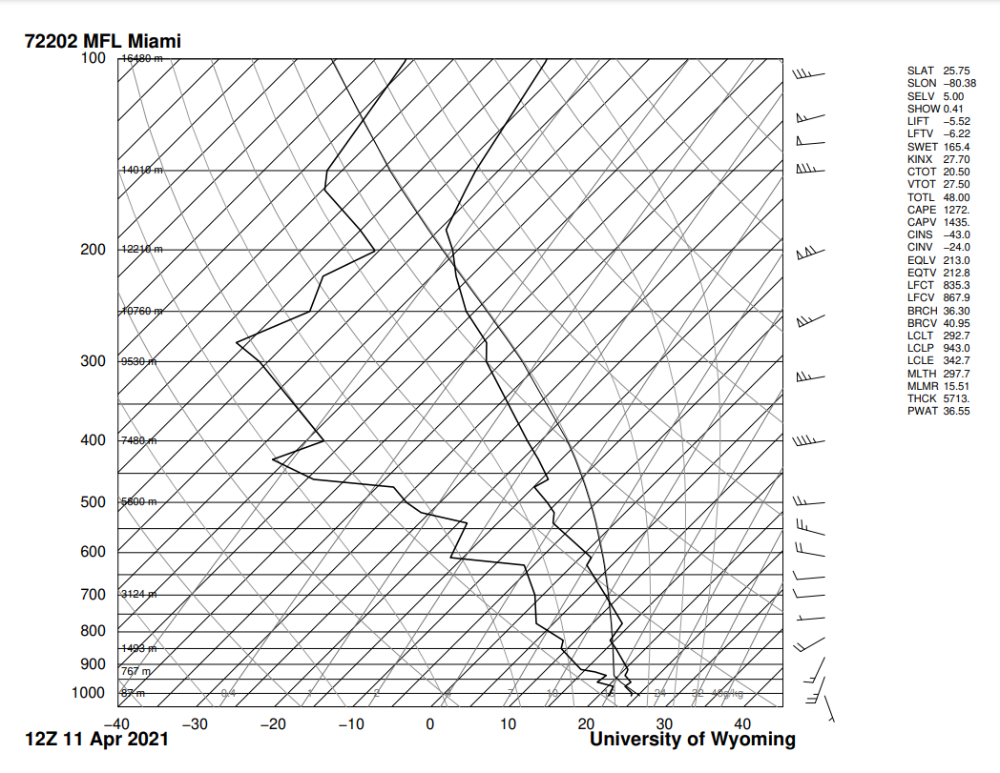 72202 MFL Miami
100
16480 m
14010 m
200
12210 m
10760 m
300
9530 m
400
7480 m
500
5800 m
600
700
3124 m
800
1493 m
900
767 m
1000
87 m
0.4
1
2
4
7
10
16
24
32
40g/kg
−40
−30
−20
−10
0
10
20
30
40
12Z 11 Apr 2021
University of Wyoming
SLAT 25.75
SLON −80.38
SELV 5.00
SHOW 0.41
LIFT −5.52
LFTV −6.22
SWET 165.4
KINX 27.70
CTOT 20.50
VTOT 27.50
TOTL 48.00
CAPE 1272.
CAPV 1435.
CINS −43.0
CINV −24.0
EQLV 213.0
EQTV 212.8
LFCT 835.3
LFCV 867.9
BRCH 36.30
BRCV 40.95
LCLT 292.7
LCLP 943.0
LCLE 342.7
MLTH 297.7
MLMR 15.51
THCK 5713.
PWAT 36.55